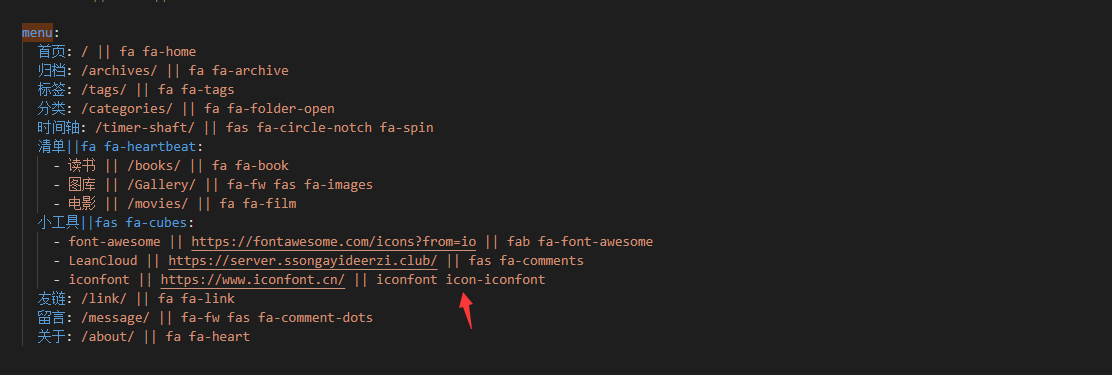 menu:
首页: / || fa fa-home
归档: /archives/ || fa fa-archive
标签: /tags/ || fa fa-tags
分类: /categories/ || fa fa-folder-open
时间轴: /timer-shaft/ || fas fa-circle-notch fa-spin
清单||fa fa-heartbeat:
- 读书 || /books/ || fa fa-book
- 图库 || /Gallery/ || fa-fw fas fa-images
- 电影 || /movies/ || fa fa-film
小工具||fas fa-cubes:
- font-awesome || https://fontawesome.com/icons?from=io || fab fa-font-awesome
- LeanCloud || https://server.ssongayideerzi.club/ || fas fa-comments
- iconfont || https://www.iconfont.cn/ || iconfont icon-iconfont
友链: /link/ || fa fa-link
留言: /message/ || fa-fw fas fa-comment-dots
关于: /about/ || fa fa-heart